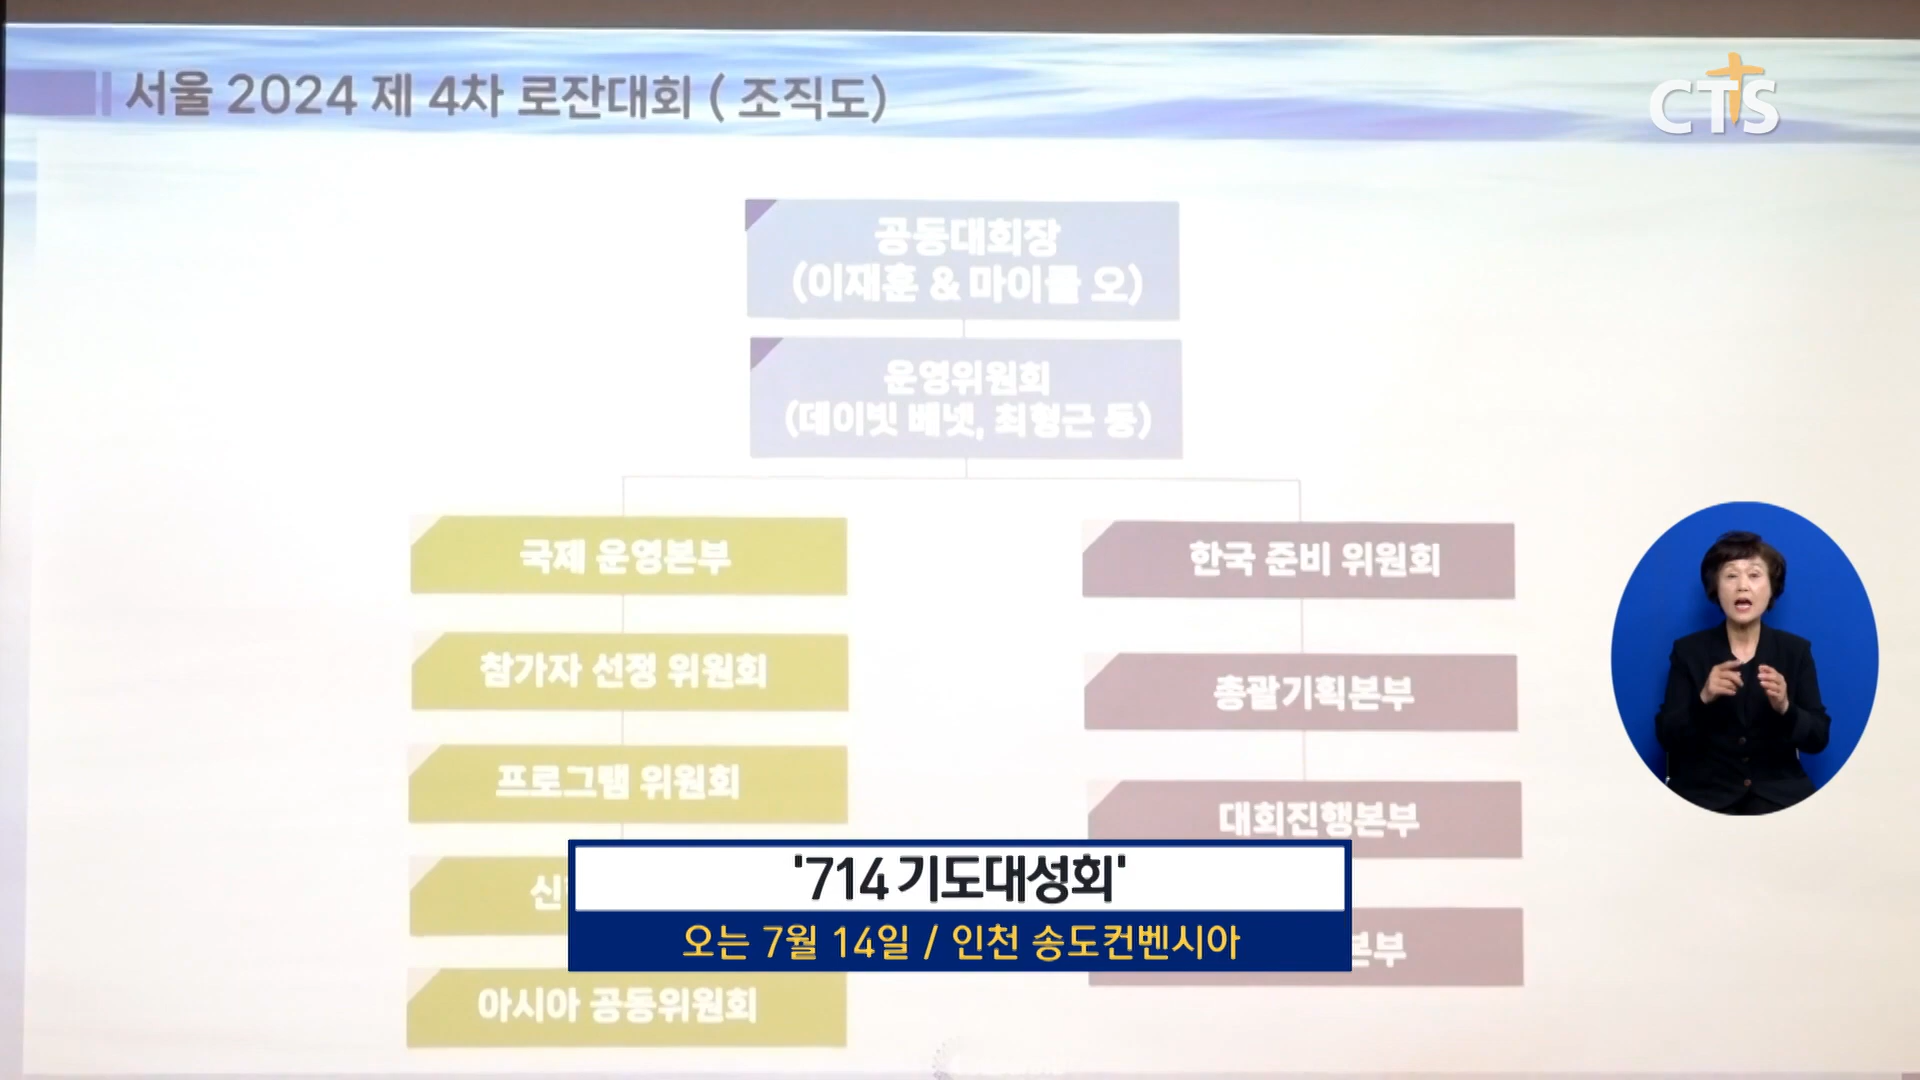 서울 2024 제 4차 로잔대회 ( 조직도)
CTS
공동대회장
(이재훈 & 마이클 오)
운영위원회
(데이빗 베넷, 최형근 등)
국제 운영본부
한국 준비 위원회
참가자 선정 위원회
총괄기획본부
프로그램 위원회
대회진행본부
신
본부
아시아 공동위원회
'714 기도대성회'
오는 7월 14일 / 인천 송도컨벤시아